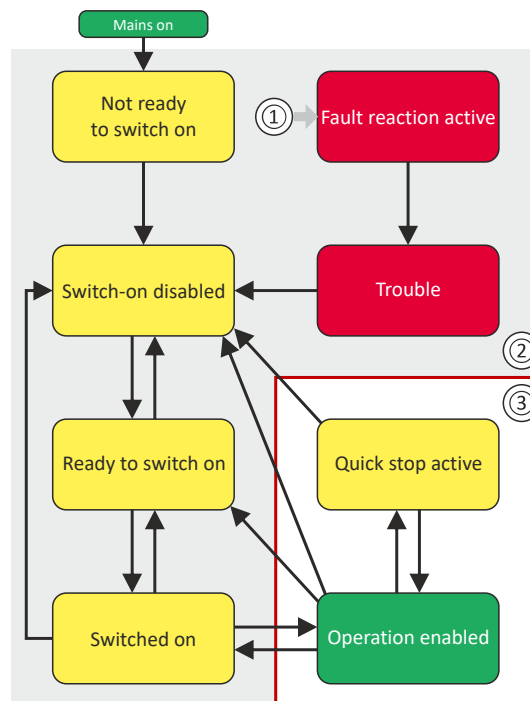 Mains on
Not ready
to switch on
①
Fault reaction active
Switch-on disabled
Trouble
②
③
Ready to switch on
Quick stop active
Switched on
Operation enabled